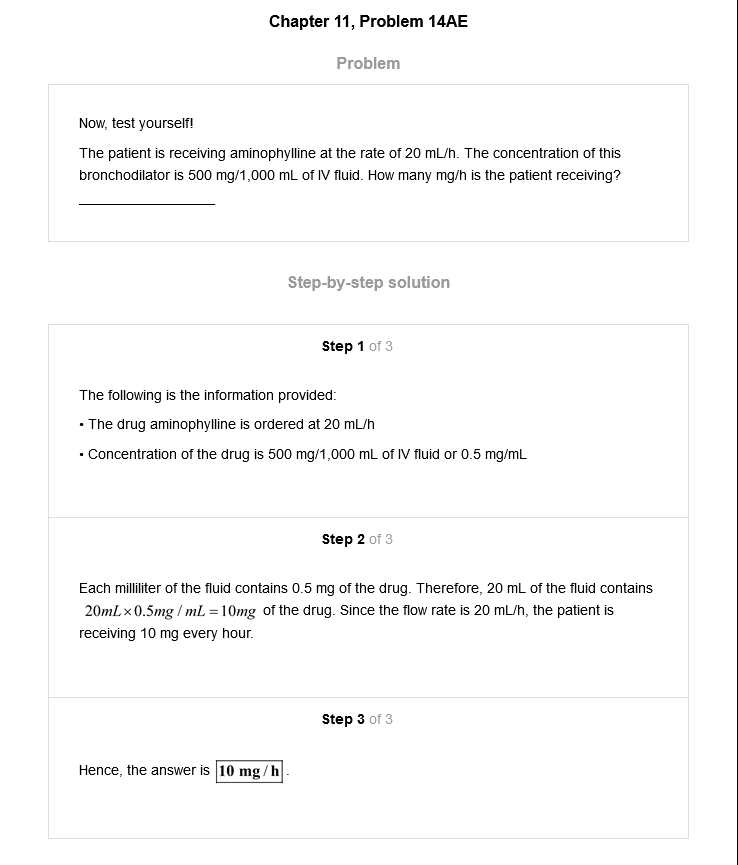 Chapter 11, Problem 14AE
Problem
Now, test yourself!
The patient is receiving aminophylline at the rate of 20 mL/h. The concentration of this
bronchodilator is 500 mg/1,000 mL of IV fluid. How many mg/h is the patient receiving?
Step-by-step solution
Step 1 of 3
The following is the information provided:
• The drug aminophylline is ordered at 20 mL/h
• Concentration of the drug is 500 mg/1,000 mL of IV fluid or 0.5 mg/mL
Step 2 of 3
Each milliliter of the fluid contains 0.5 mg of the drug. Therefore, 20 mL of the fluid contains
20mL×0.5mg / mL = 10mg of the drug. Since the flow rate is 20 mL/h, the patient is
receiving 10 mg every hour.
Step 3 of 3
Hence, the answer is 10 mg/h.